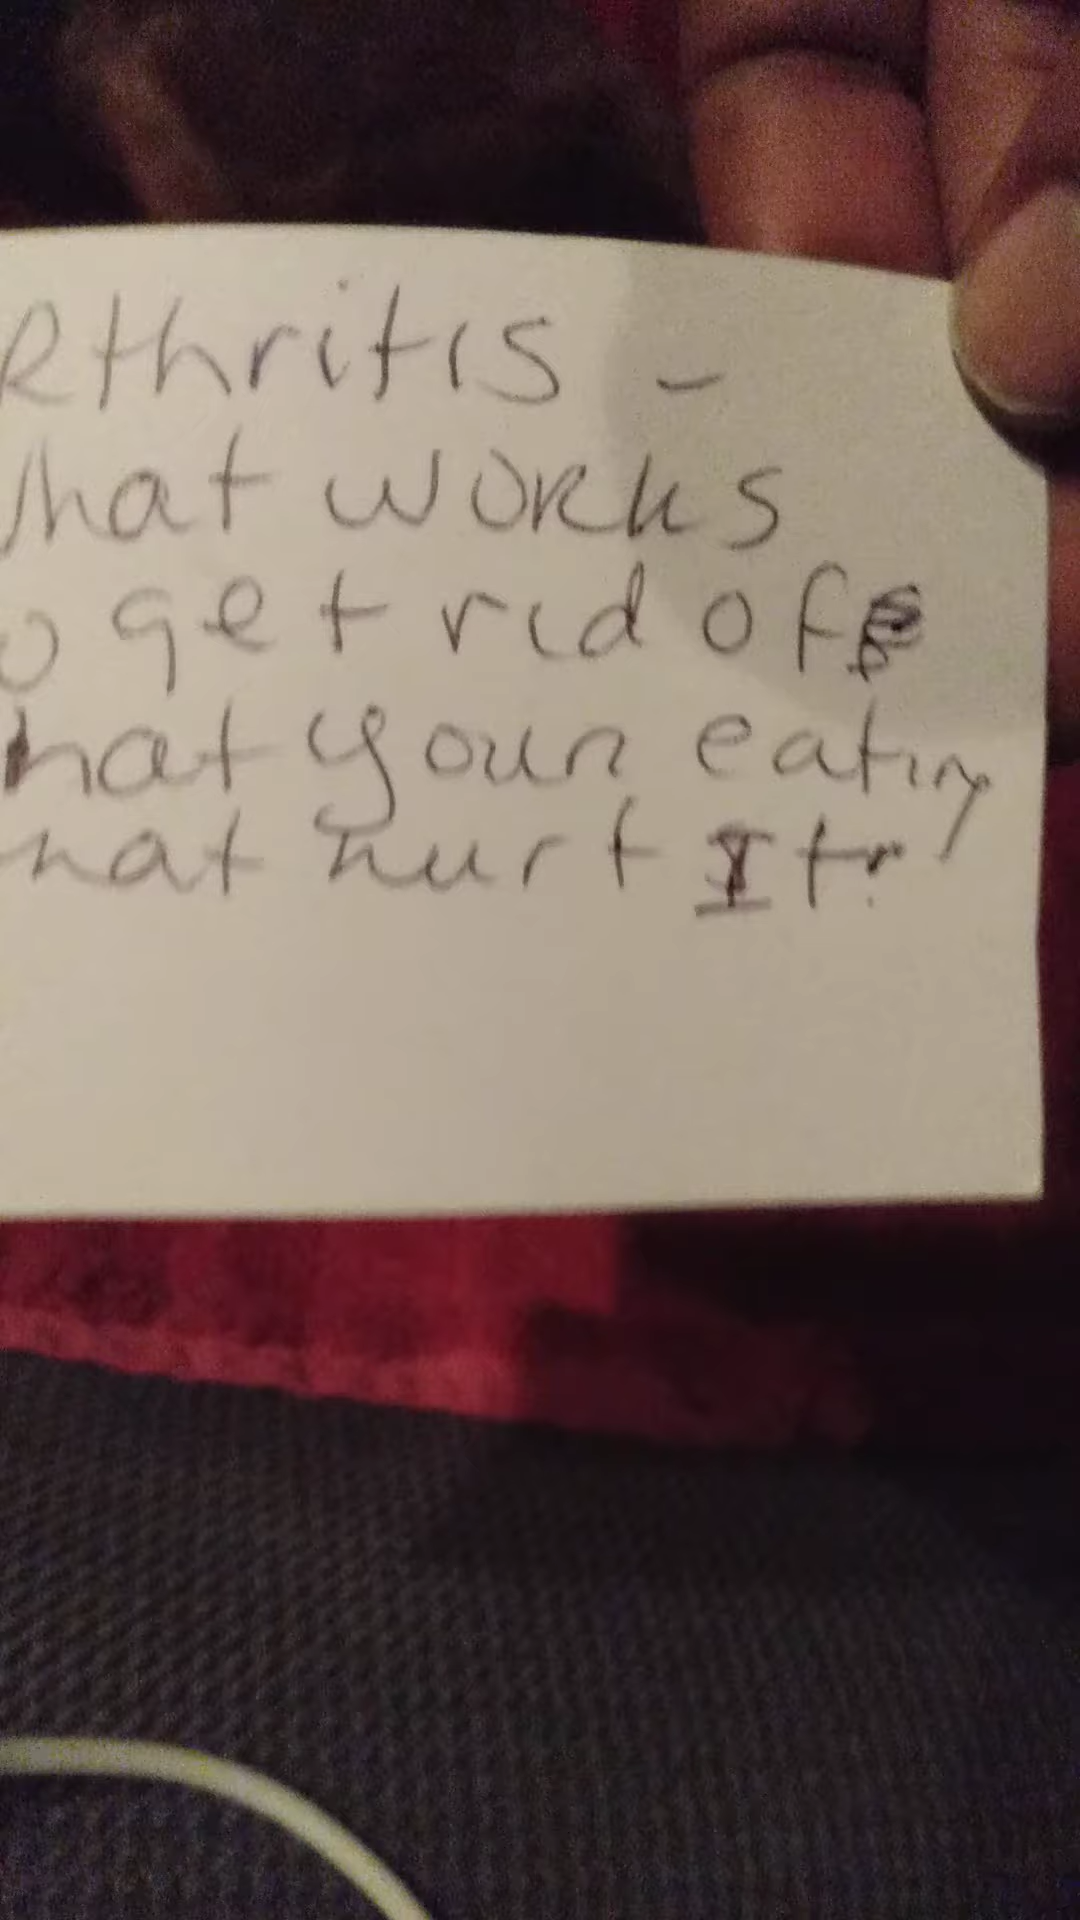 Rthritis -
hat works
o get rid of
hat your eating
hat hurt It?